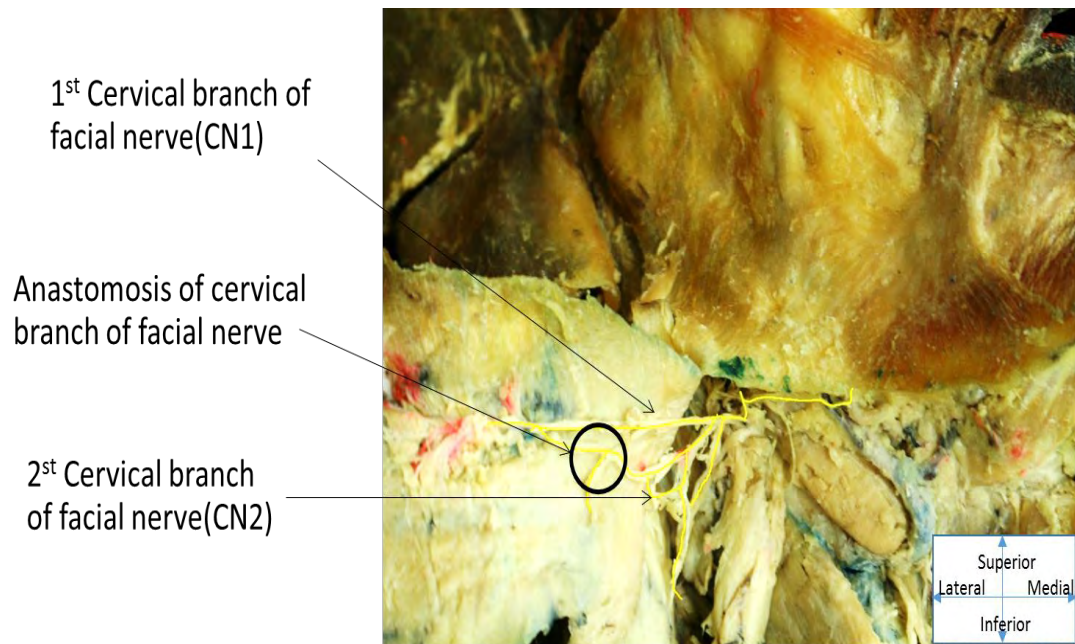 1st Cervical branch of
facial nerve(CN1)
Anastomosis of cervical
branch of facial nerve
2st Cervical branch
of facial nerve(CN2)
Superior
Lateral Medial
Inferior